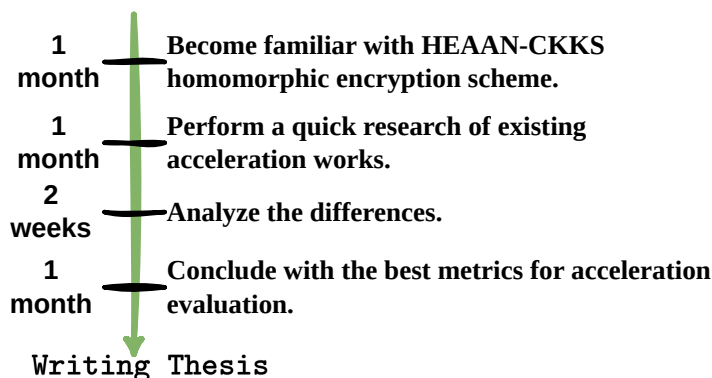 1 month
Become familiar with HEAAN-CKKS
homomorphic encryption scheme.
1 month
Perform a quick research of existing
acceleration works.
2 weeks
Analyze the differences.
1 month
Conclude with the best metrics for acceleration
evaluation.
Writing Thesis